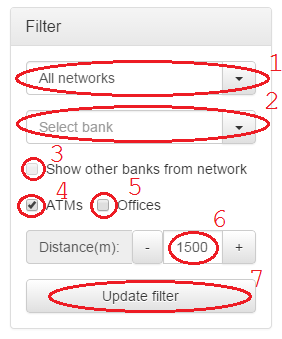 Filter
All networks 1
Select bank 2
3
Show other banks from network
4 5
ATMs Offices
6
Distance(m): - 1500 +
Update filter 7